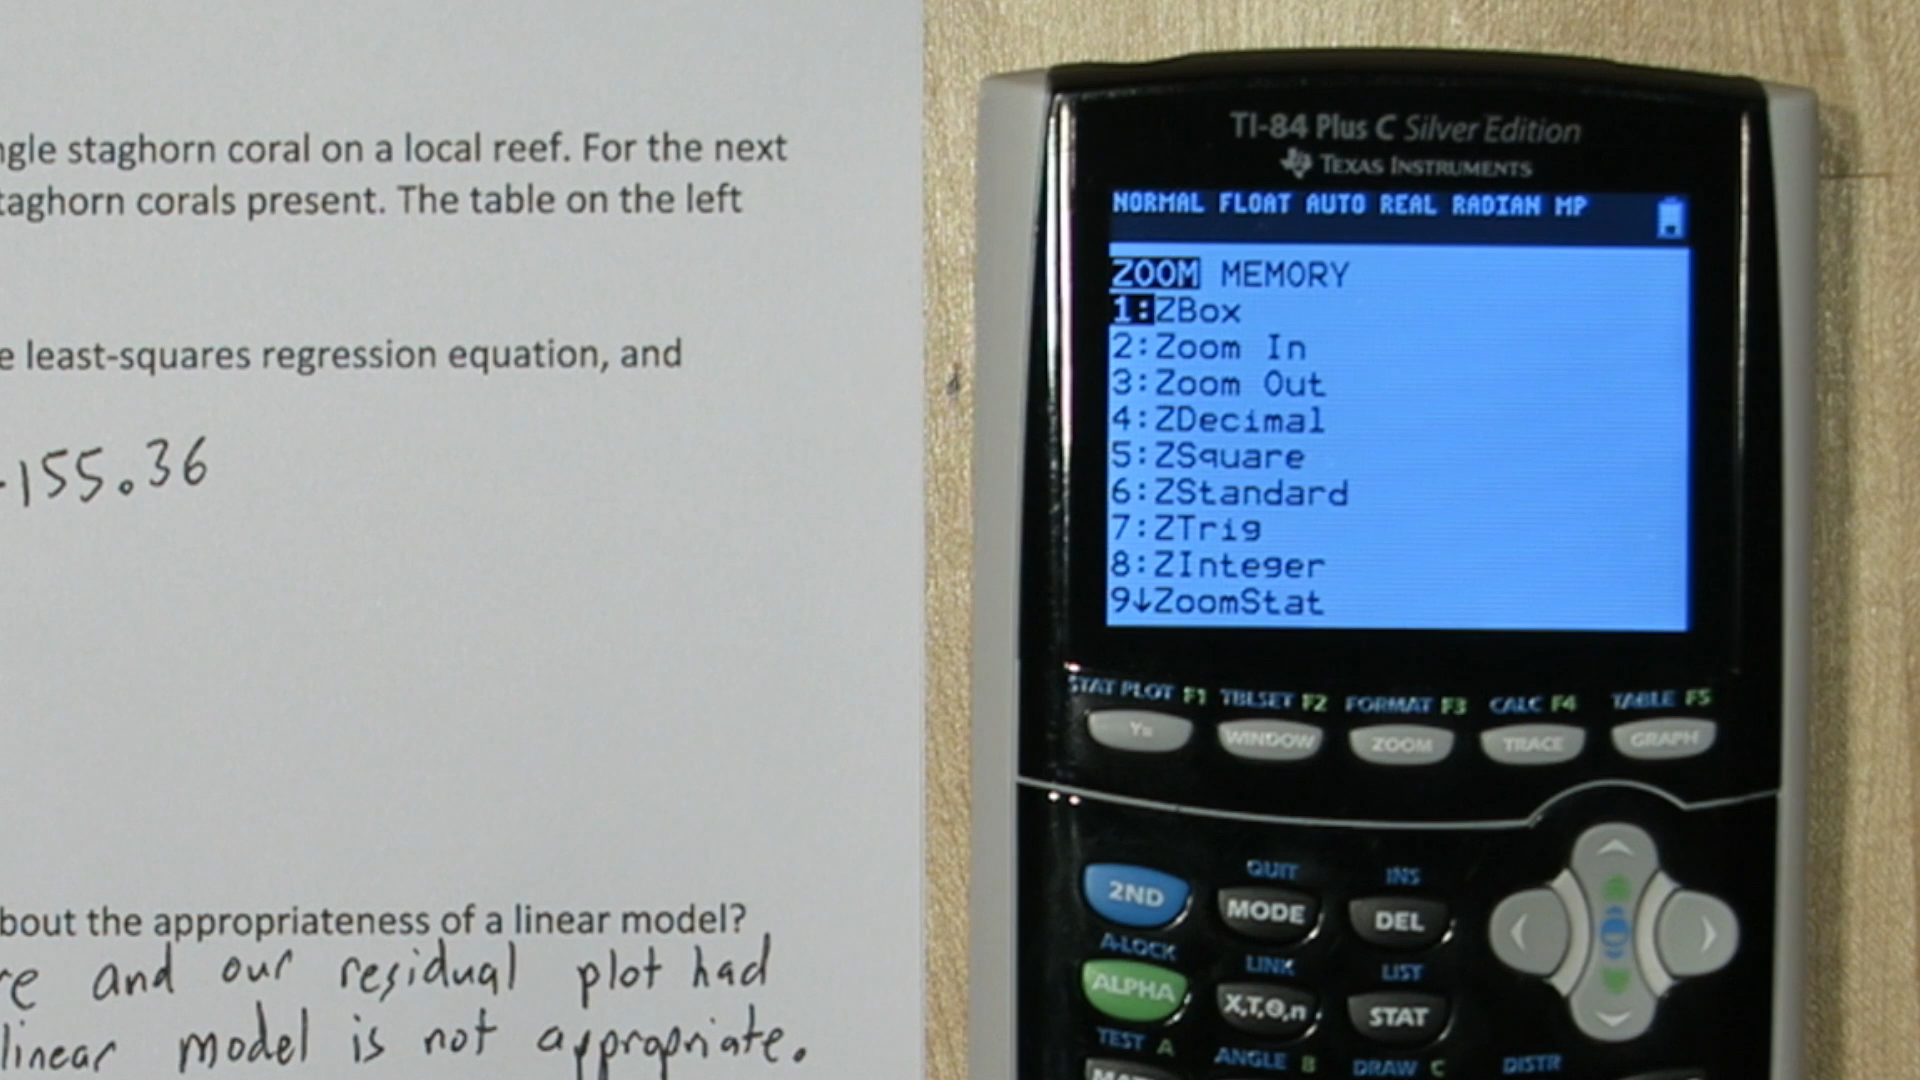 staghorn coral on a local reef. For the next
corals present. The table on the left
least-squares regression equation, and
155.36
the appropriateness of a linear model?
and our residual plot had
linear model is not appropriate.
TI-84 Plus C Silver Edition
TEXAS INSTRUMENTS
NORMAL FLOAT AUTO REAL RADIAN MP
ZOOM MEMORY
1:ZBox
2:Zoom In
3:Zoom Out
4:ZDecimal
5:ZSquare
6:ZStandard
7:ZTrig
8:ZInteger
9↓ZoomStat
STAT PLOT F1 TBLSET F2 FORMAT F3 CALC F4 TABLE F5
Y= WINDOW ZOOM TRACE GRAPH
QUIT INS
2ND MODE DEL
A-LOCK LINK LIST
ALPHA X,T,Θ,n STAT
TEST A ANGLE B DRAW C DISTR